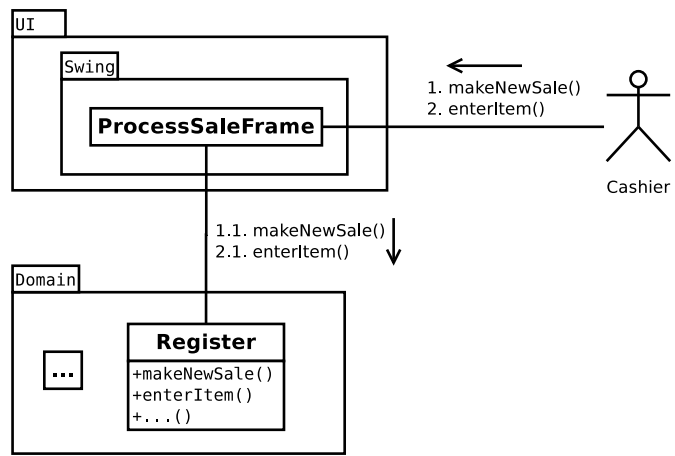 UI
Swing
ProcessSaleFrame
1. makeNewSale()
2. enterItem()
Cashier
1.1. makeNewSale()
2.1. enterItem()
Domain
...
Register
+makeNewSale()
+enterItem()
+...()